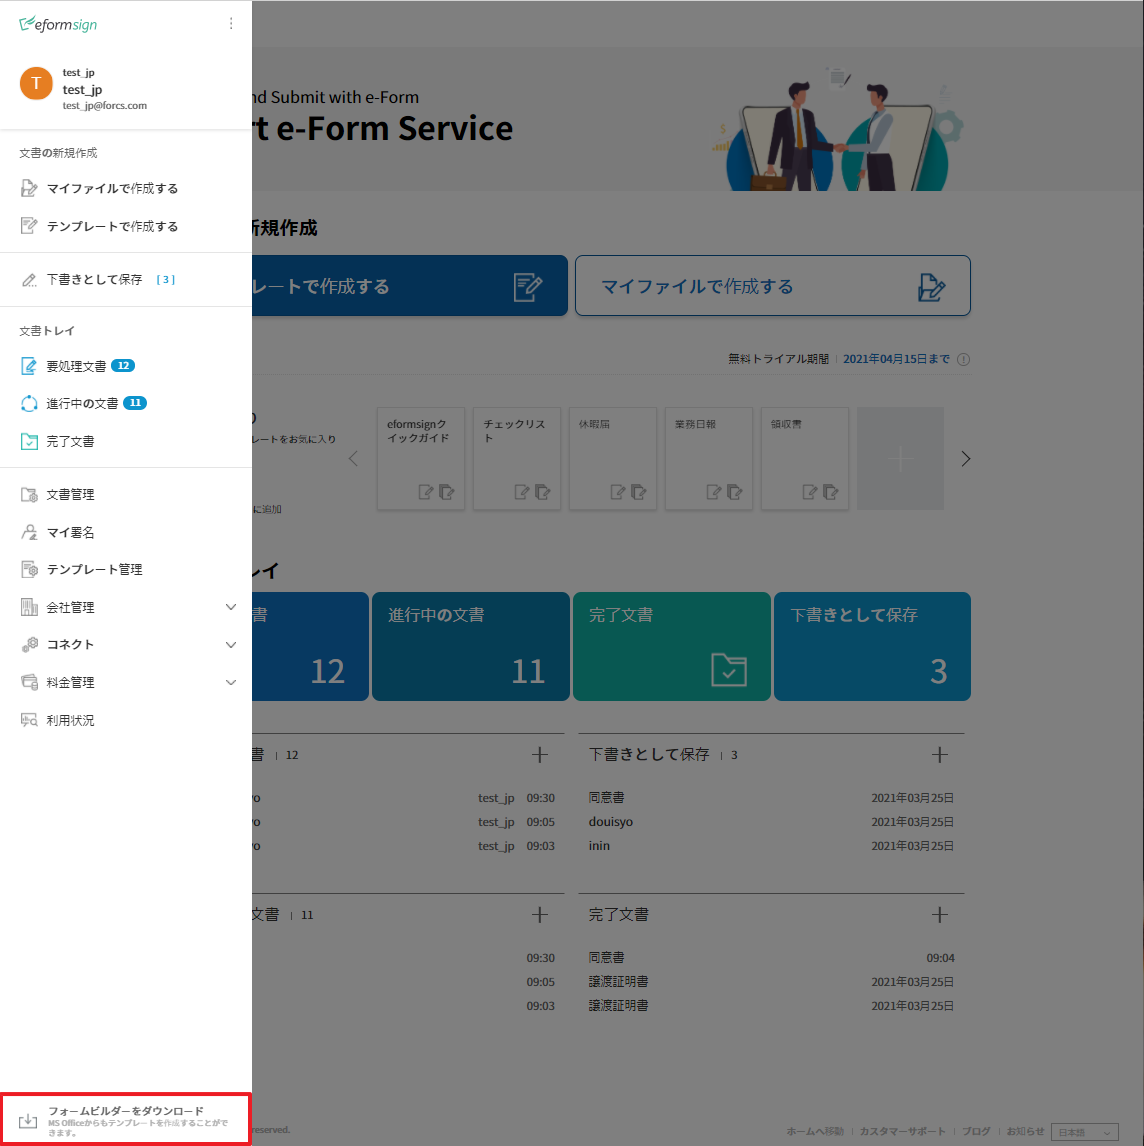 eformsign
T
test_jp
test_jp
test_jp@forcs.com
文書の新規作成
マイファイルで作成する
テンプレートで作成する
下書きとして保存 [ 3 ]
文書トレイ
要処理文書 12
進行中の文書 11
完了文書
文書管理
マイ署名
テンプレート管理
会社管理
コネクト
料金管理
利用状況
フォームビルダーをダウンロード
MS Officeからもテンプレートを作成することがで
きます。
nd Submit with e-Form
t e-Form Service
新規作成
レートで作成する
マイファイルで作成する
無料トライアル期間 2021年04月15日まで
り
レートをお気に入り
に追加
eformsignク
イックガイド
チェックリス
ト
休暇届
業務日報
領収書
レイ
書
12
進行中の文書
11
完了文書
下書きとして保存
3
書 12
yo test_jp 09:30
yo test_jp 09:05
yo test_jp 09:03
下書きとして保存 3
同意書 2021年03月25日
douisyo 2021年03月25日
inin 2021年03月25日
文書 11
09:30
09:05
09:03
完了文書
同意書 09:04
譲渡証明書 2021年03月25日
譲渡証明書 2021年03月25日
reserved.
ホームへ移動 カスタマーサポート ブログ お知らせ 日本語